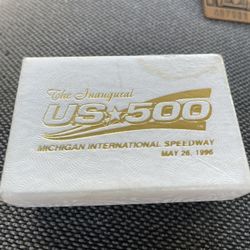 The Inaugural
US★500
MICHIGAN INTERNATIONAL SPEEDWAY
MAY 26, 1996